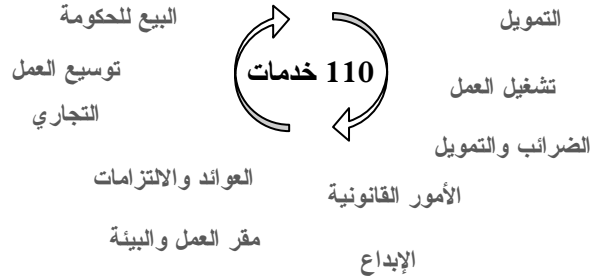 التمويل
البيع للحكومة
110 خدمات
توسيع العمل
التجاري
تشغيل العمل
الضرائب والتمويل
العوائد والالتزامات
الأمور القانونية
مقر العمل والبيئة
الإبداع